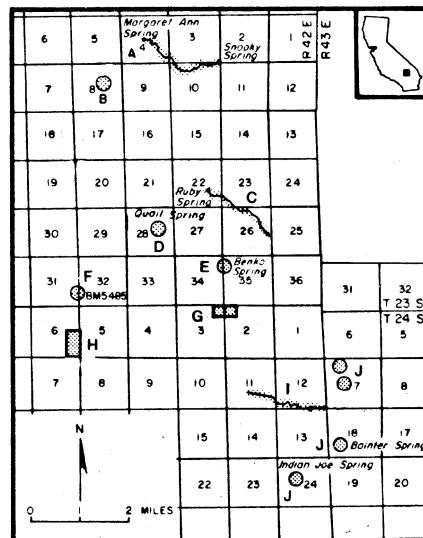 Margaret Ann
Spring
6 5 4 3 2 1 R42E R43E
A
Snooky
Spring
7 8 9 10 11 12
B
18 17 16 15 14 13
19 20 21 22 23 24
Ruby
Spring
C
Quail Spring
30 29 28 27 26 25
D
E
Benko
Spring
31 32 33 34 35 36 31 32
F
BM5485
T 23 S
T 24 S
G
6 5 4 3 2 1 6 5
H
J
7 8 9 10 11 12 7 8
I
15 14 13 18 17
J
Bainter Spring
Indian Joe Spring
22 23 24 19 20
J
N
0 2 MILES